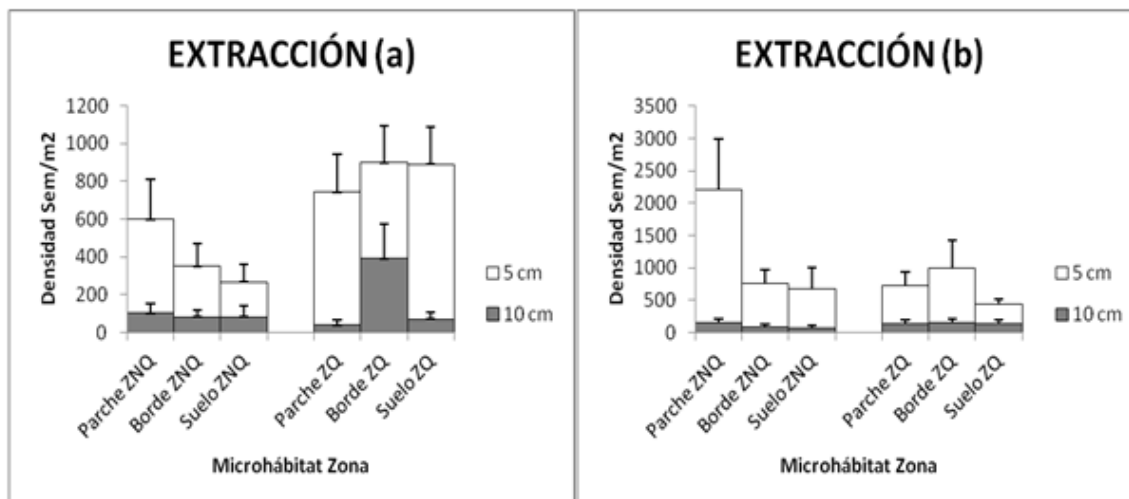 EXTRACCIÓN (a)
Densidad Sem/m2
1200
1000
800
600
400
200
0
Parche ZNQ
Borde ZNQ
Suelo ZNQ
Parche ZQ
Borde ZQ
Suelo ZQ
5 cm
10 cm
Microhábitat Zona
EXTRACCIÓN (b)
Densidad Sem/m2
3500
3000
2500
2000
1500
1000
500
0
Parche ZNQ
Borde ZNQ
Suelo ZNQ
Parche ZQ
Borde ZQ
Suelo ZQ
5 cm
10 cm
Microhábitat Zona